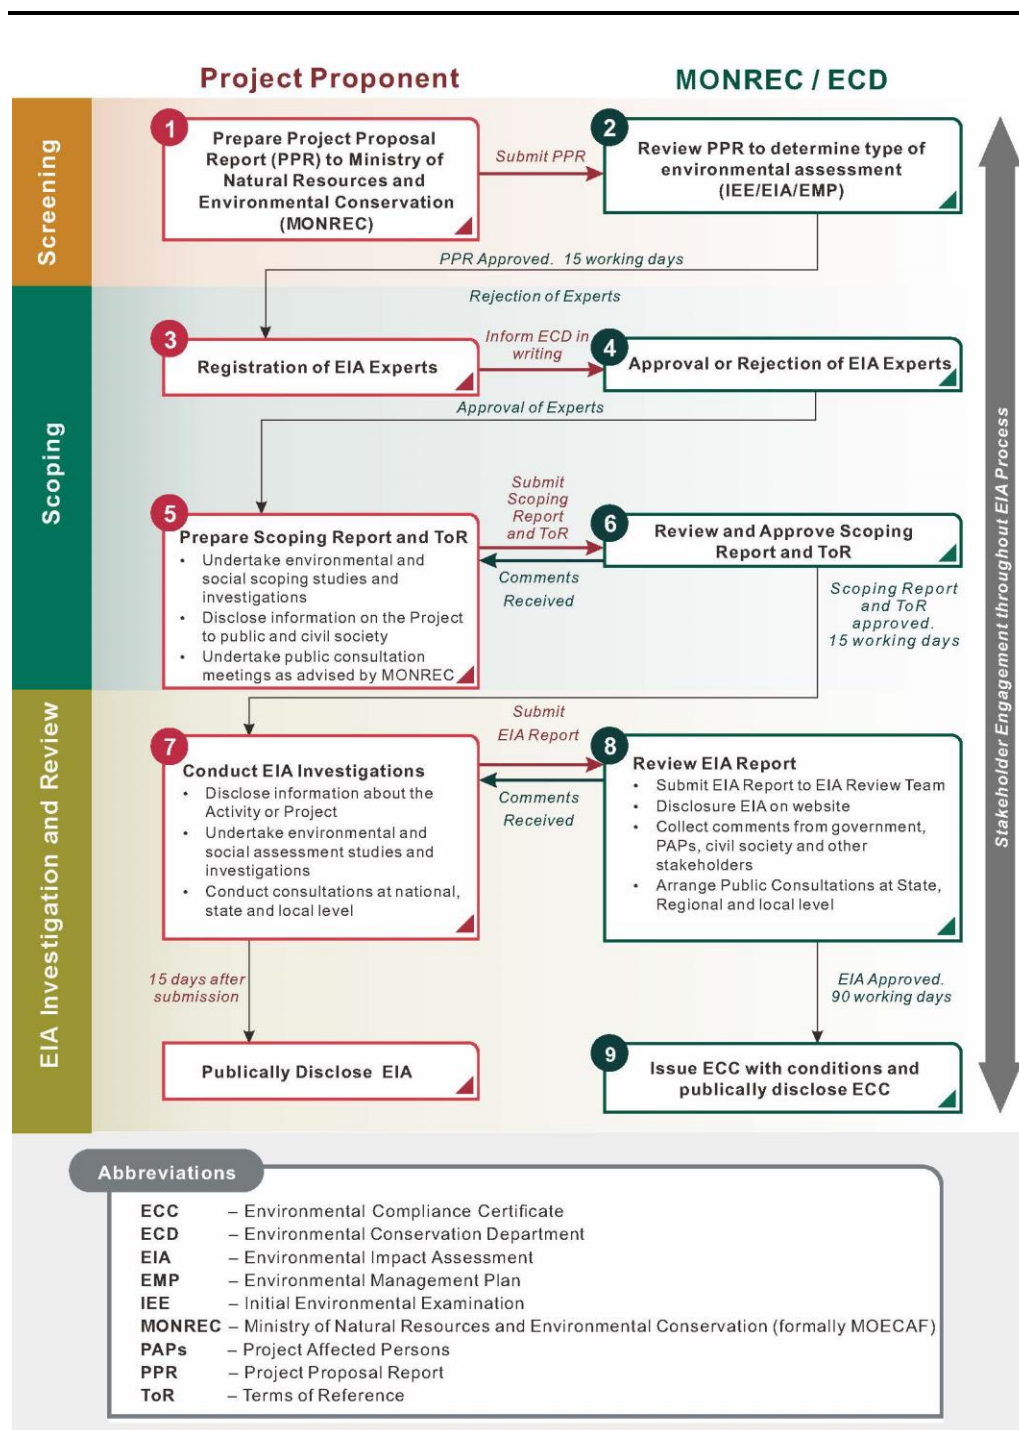 Project Proponent
MONREC / ECD
Screening
1
Prepare Project Proposal
Report (PPR) to Ministry of
Natural Resources and
Environmental Conservation
(MONREC)
Submit PPR
2
Review PPR to determine type of
environmental assessment
(IEE/EIA/EMP)
PPR Approved. 15 working days
Scoping
Rejection of Experts
3
Registration of EIA Experts
Inform ECD in
writing
4
Approval or Rejection of EIA Experts
Approval of Experts
5
Prepare Scoping Report and ToR
• Undertake environmental and
social scoping studies and
investigations
• Disclose information on the Project
to public and civil society
• Undertake public consultation
meetings as advised by MONREC
Submit
Scoping
Report
and ToR
Comments
Received
6
Review and Approve Scoping
Report and ToR
Scoping Report
and ToR
approved.
15 working days
EIA Investigation and Review
7
Conduct EIA Investigations
• Disclose information about the
Activity or Project
• Undertake environmental and
social assessment studies and
investigations
• Conduct consultations at national,
state and local level
Submit
EIA Report
Comments
Received
8
Review EIA Report
• Submit EIA Report to EIA Review Team
• Disclosure EIA on website
• Collect comments from government,
PAPs, civil society and other
stakeholders
• Arrange Public Consultations at State,
Regional and local level
15 days after
submission
EIA Approved.
90 working days
Publically Disclose EIA
9
Issue ECC with conditions and
publically disclose ECC
Stakeholder Engagement throughout EIA Process
Abbreviations
ECC – Environmental Compliance Certificate
ECD – Environmental Conservation Department
EIA – Environmental Impact Assessment
EMP – Environmental Management Plan
IEE – Initial Environmental Examination
MONREC – Ministry of Natural Resources and Environmental Conservation (formally MOECAF)
PAPs – Project Affected Persons
PPR – Project Proposal Report
ToR – Terms of Reference